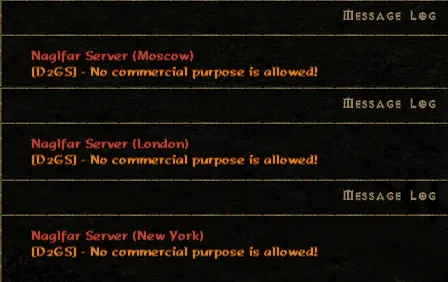 Message Log
Naglfar Server (Moscow)
[D2GS] - No commercial purpose is allowed!
Message Log
Naglfar Server (London)
[D2GS] - No commercial purpose is allowed!
Message Log
Naglfar Server (New York)
[D2GS] - No commercial purpose is allowed!